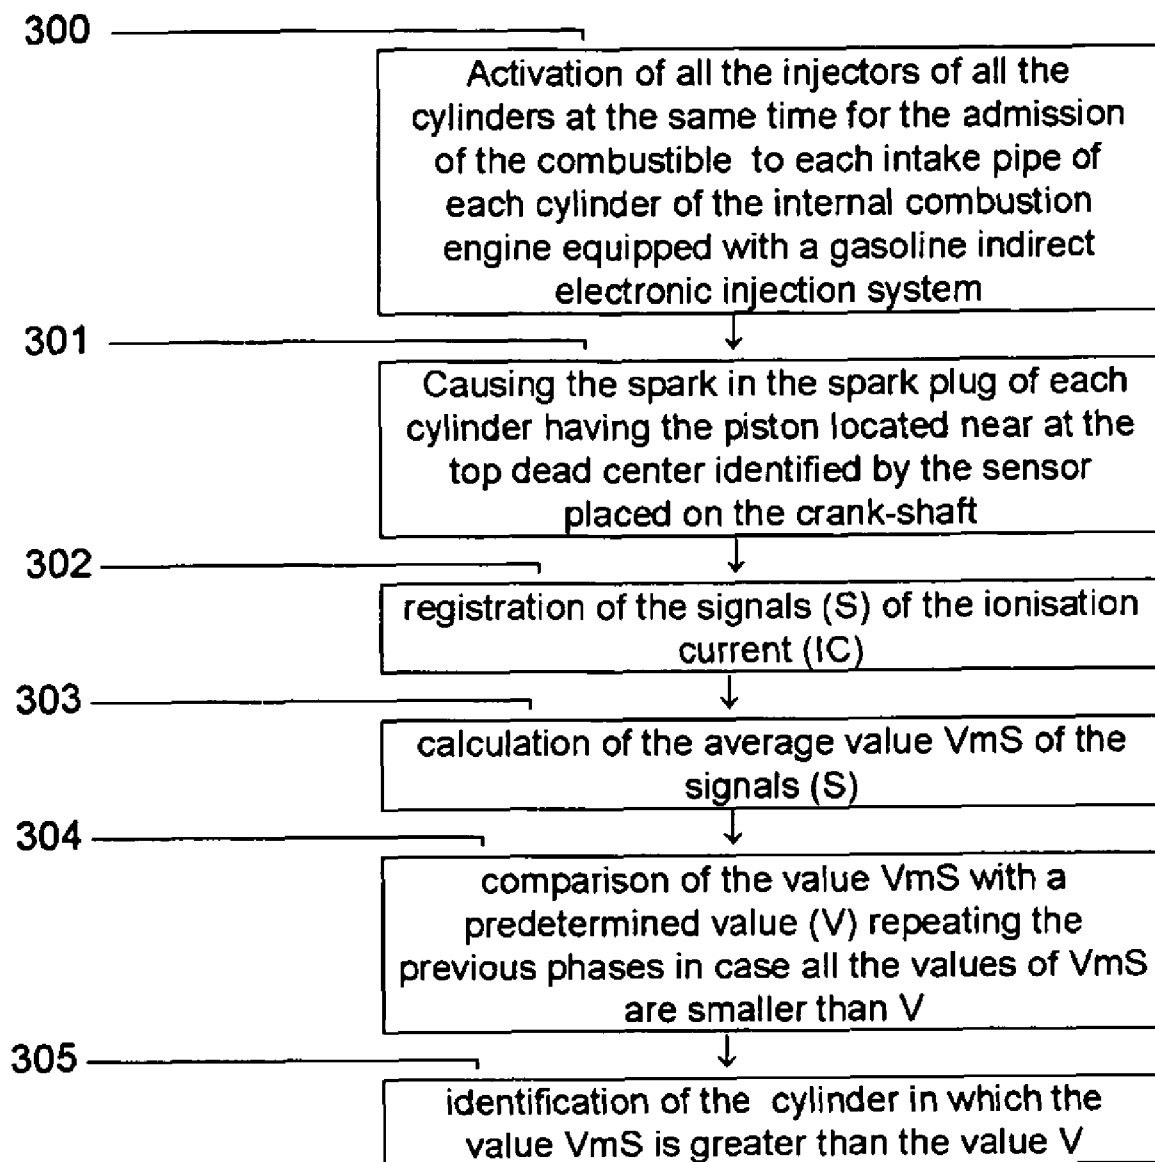 300
Activation of all the injectors of all the
cylinders at the same time for the admission
of the combustible to each intake pipe of
each cylinder of the internal combustion
engine equipped with a gasoline indirect
electronic injection system
301
Causing the spark in the spark plug of each
cylinder having the piston located near at the
top dead center identified by the sensor
placed on the crank-shaft
302
registration of the signals (S) of the ionisation
current (IC)
303
calculation of the average value VmS of the
signals (S)
304
comparison of the value VmS with a
predetermined value (V) repeating the
previous phases in case all the values of VmS
are smaller than V
305
identification of the cylinder in which the
value VmS is greater than the value V